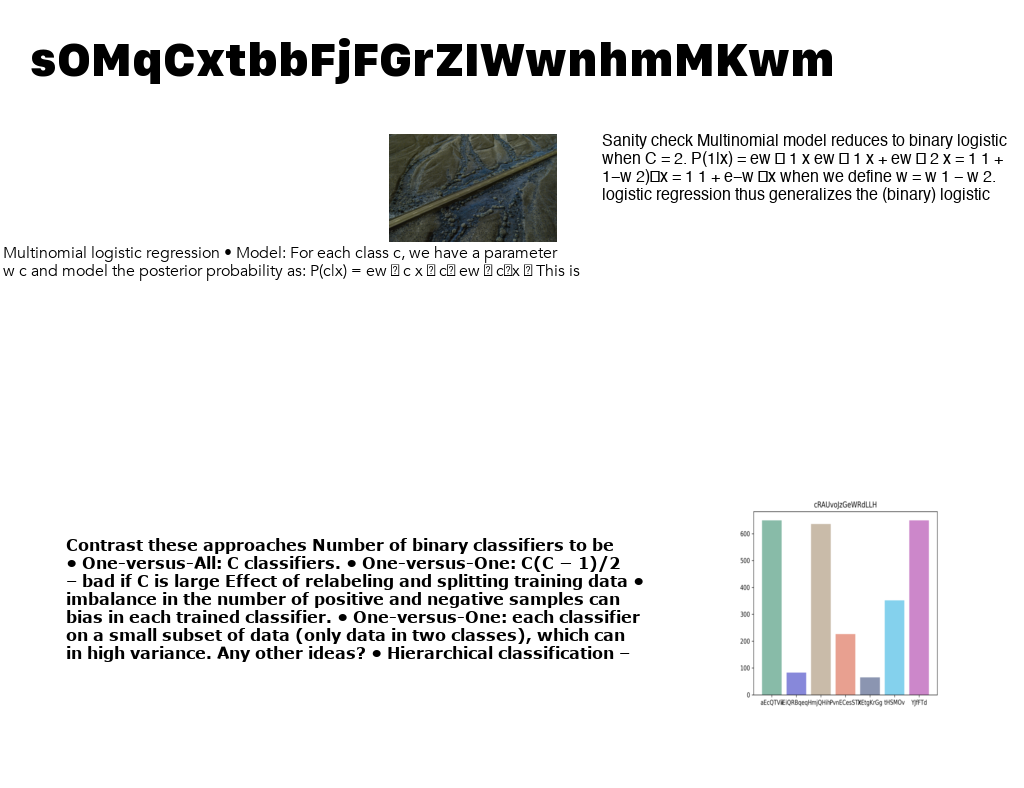 sOMqCxtbbFjFGrZIWwnhmMKwm
Sanity check Multinomial model reduces to binary logistic
when C = 2. P(1|x) = ew 􏰀 1 x ew 􏰀 1 x + ew 􏰀 2 x = 1 1 +
1−w 2)􏰀x = 1 1 + e−w 􏰀x when we define w = w 1 − w 2.
logistic regression thus generalizes the (binary) logistic
Multinomial logistic regression • Model: For each class c, we have a parameter
w c and model the posterior probability as: P(c|x) = ew 􏰀 c x 􏰀 c􏰀 ew 􏰀 c􏰀x 􏰀 This is
Contrast these approaches Number of binary classifiers to be
• One-versus-All: C classifiers. • One-versus-One: C(C − 1)/2
– bad if C is large Effect of relabeling and splitting training data •
imbalance in the number of positive and negative samples can
bias in each trained classifier. • One-versus-One: each classifier
on a small subset of data (only data in two classes), which can
in high variance. Any other ideas? • Hierarchical classification –
cRAUvoJzGeWRdLLH
600
500
400
300
200
100
0
tHSMOv YjfFTd